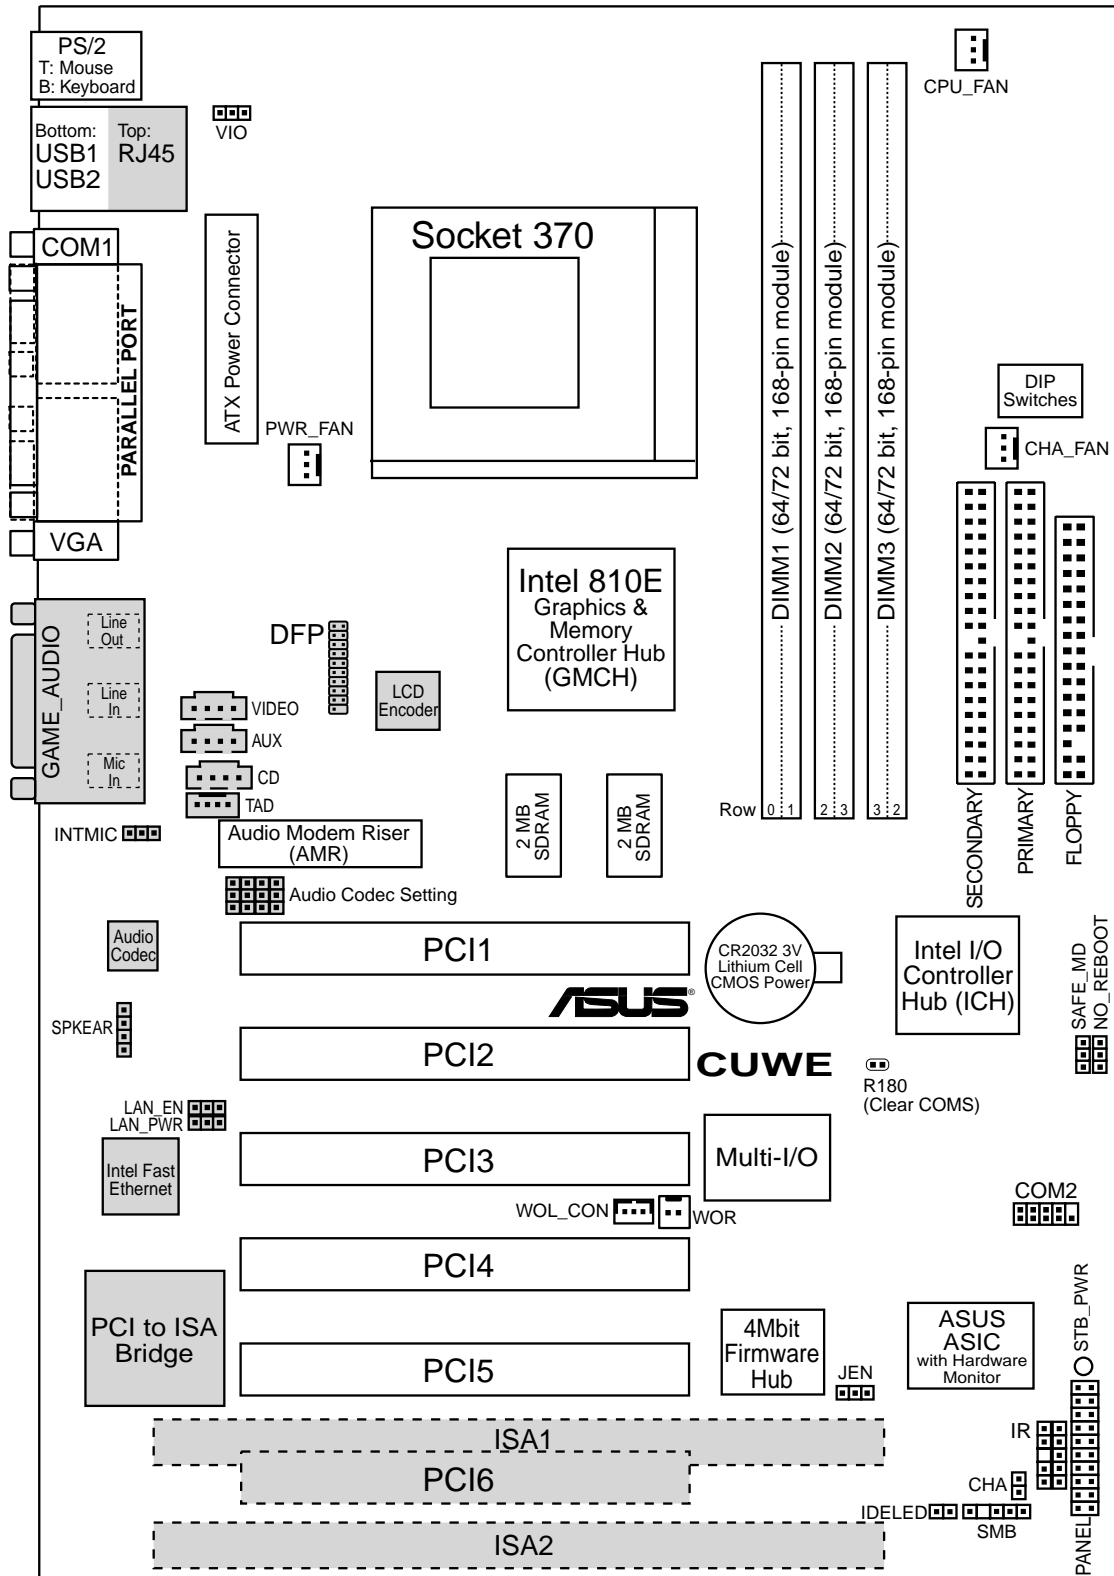 PS/2
T: Mouse
B: Keyboard
CPU_FAN
VIO
Bottom:
USB1
USB2
Top:
RJ45
COM1
PARALLEL PORT
VGA
ATX Power Connector
PWR_FAN
Socket 370
DIMM1 (64/72 bit, 168-pin module)
DIMM2 (64/72 bit, 168-pin module)
DIMM3 (64/72 bit, 168-pin module)
Row 0 1 2 3 3 2
DIP
Switches
CHA_FAN
SECONDARY
PRIMARY
FLOPPY
Intel 810E
Graphics &
Memory
Controller Hub
(GMCH)
GAME_AUDIO
Line
Out
Line
In
Mic
In
DFP
LCD
Encoder
VIDEO
AUX
CD
TAD
INTMIC
Audio Modem Riser
(AMR)
2 MB
SDRAM
2 MB
SDRAM
Audio Codec Setting
Audio
Codec
PCI1
CR2032 3V
Lithium Cell
CMOS Power
Intel I/O
Controller
Hub (ICH)
SAFE_MD
NO_REBOOT
ASUS®
SPKEAR
PCI2
CUWE
R180
(Clear COMS)
LAN_EN
LAN_PWR
Intel Fast
Ethernet
PCI3
Multi-I/O
WOL_CON
WOR
COM2
PCI4
PCI to ISA
Bridge
PCI5
4Mbit
Firmware
Hub
JEN
ASUS
ASIC
with Hardware
Monitor
STB_PWR
ISA1
IR
PCI6
CHA
IDELED
SMB
PANEL
ISA2